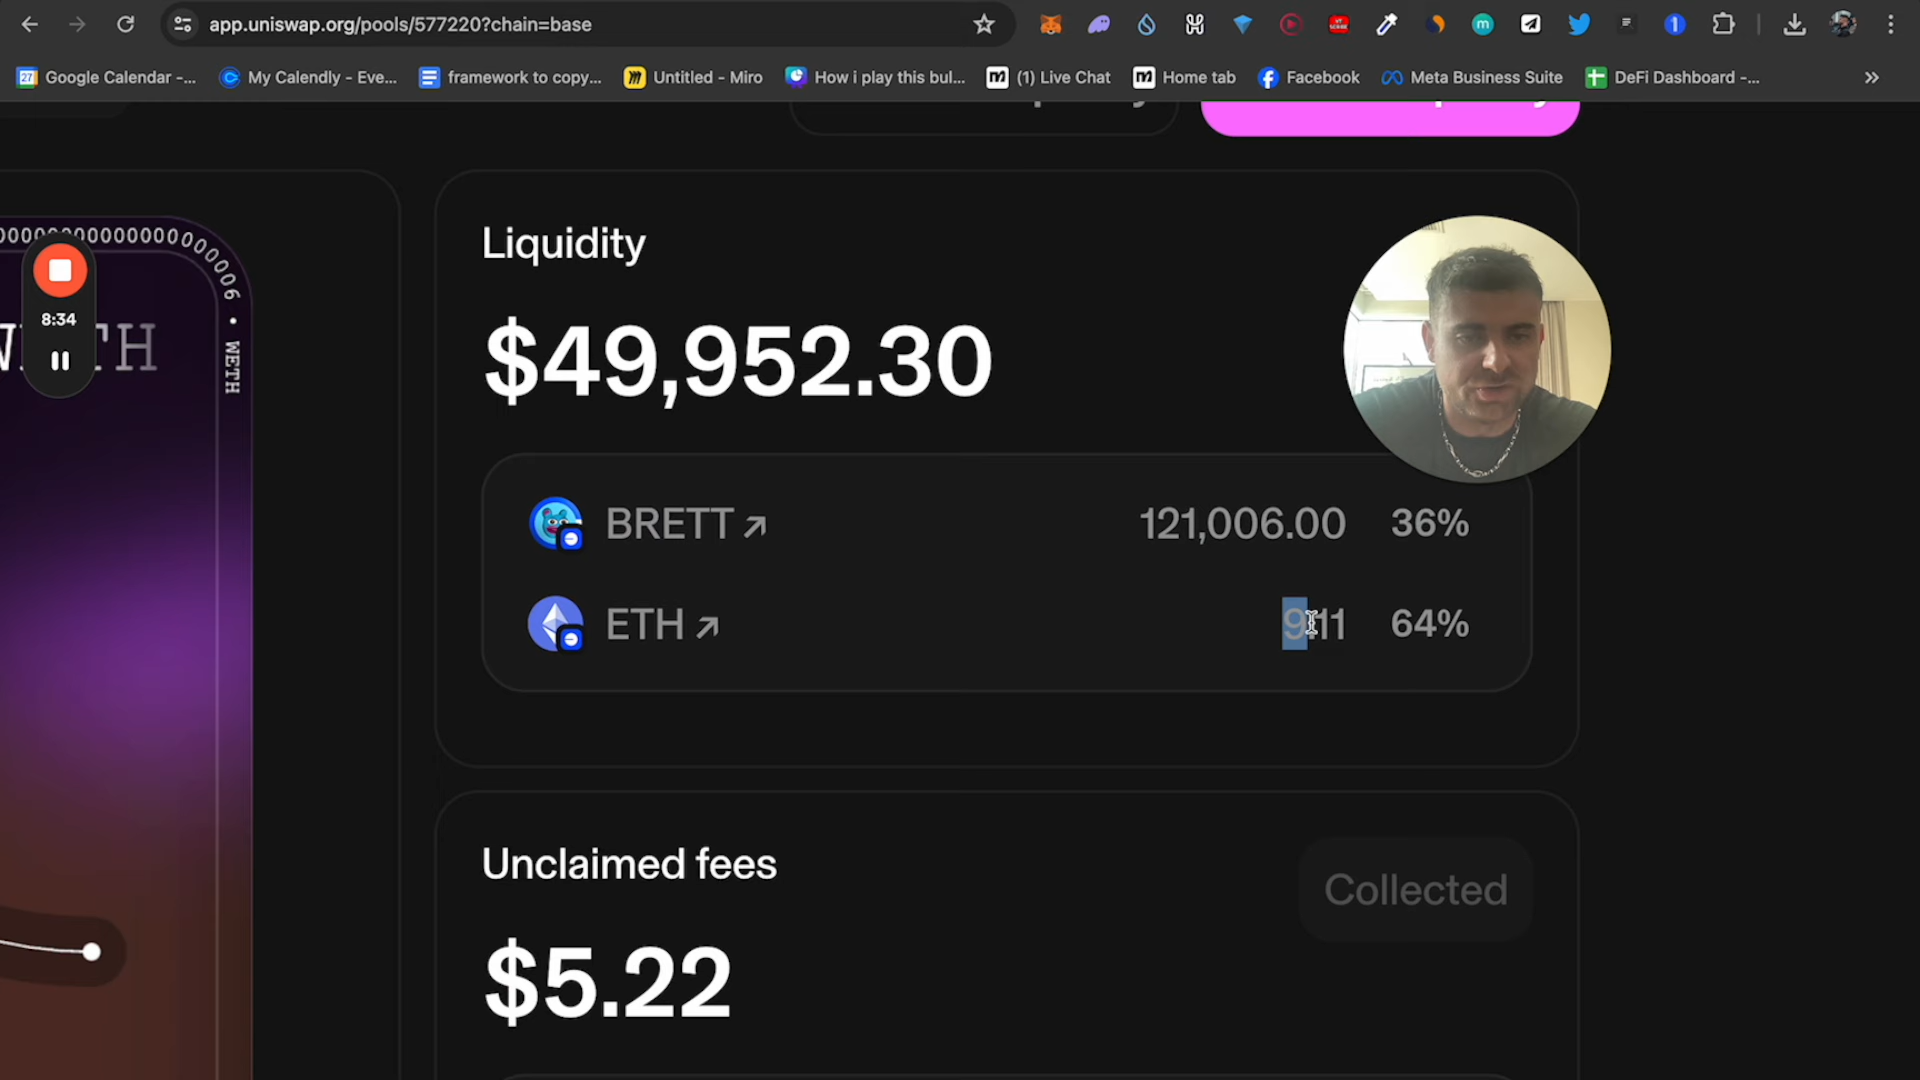 app.uniswap.org/pools/577220?chain=base
Google Calendar -... My Calendly - Eve... framework to copy... Untitled - Miro How i play this bul... (1) Live Chat Home tab Facebook Meta Business Suite DeFi Dashboard -...
8:34
WETH
Liquidity
$49,952.30
BRETT 121,006.00 36%
ETH 9.11 64%
Unclaimed fees
Collected
$5.22